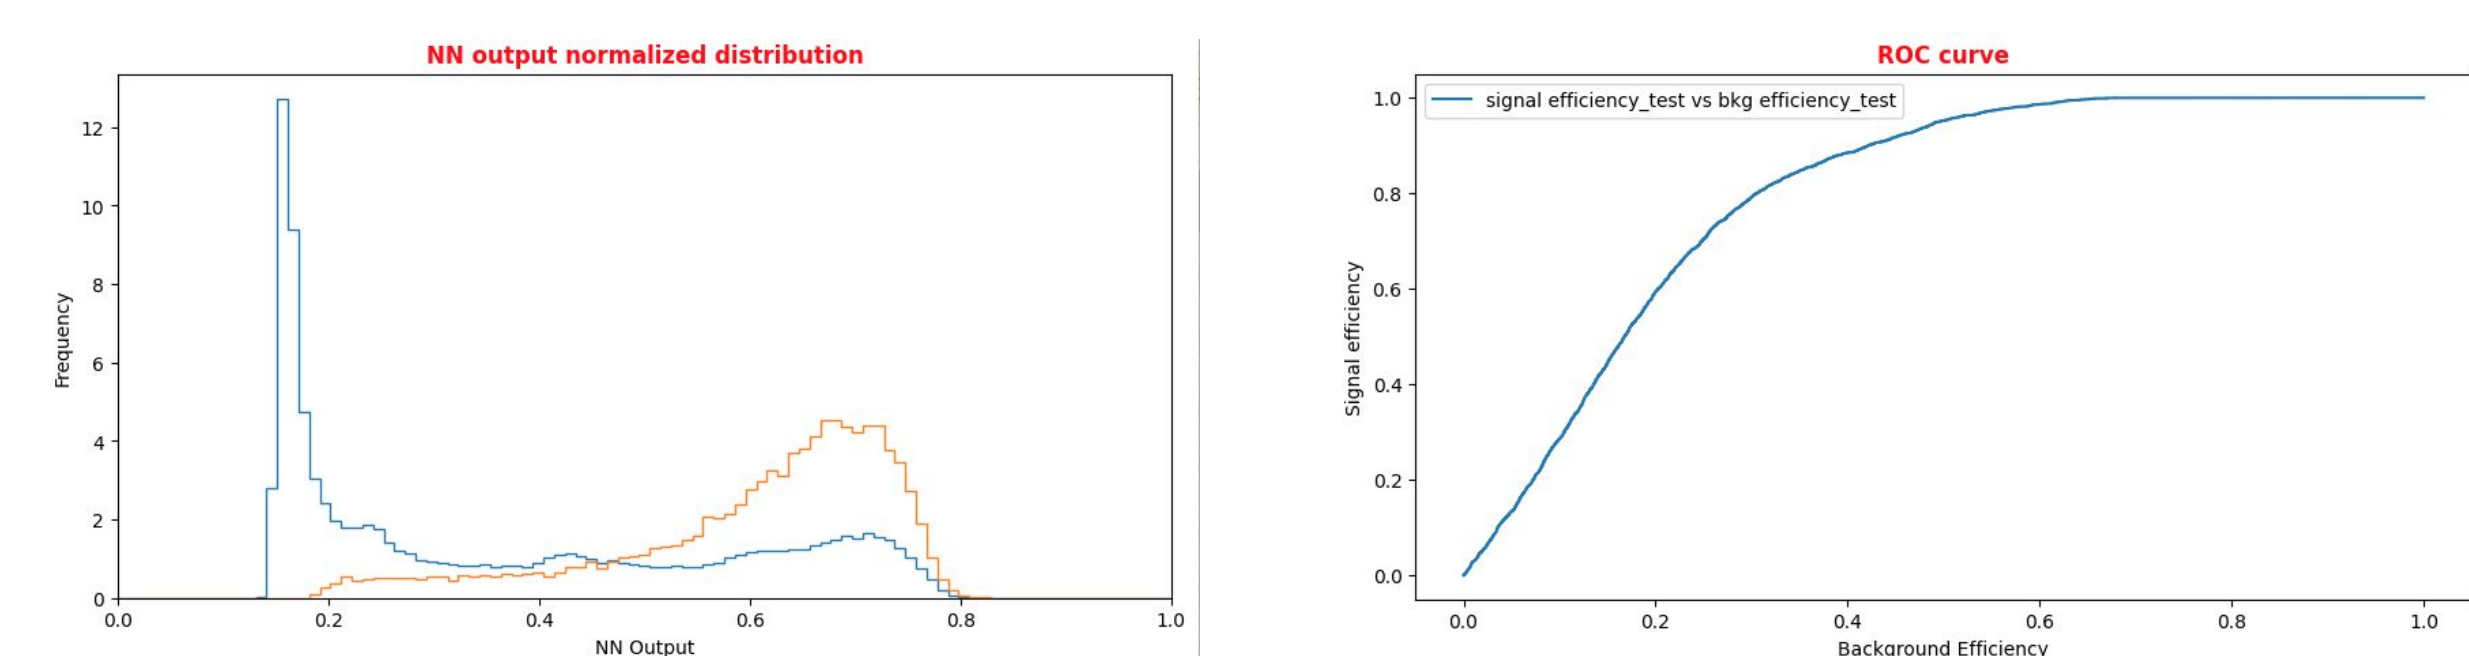 NN output normalized distribution
12
10
8
6
4
2
0
Frequency
0.0 0.2 0.4 0.6 0.8 1.0
NN Output
ROC curve
signal efficiency_test vs bkg efficiency_test
1.0
0.8
0.6
0.4
0.2
0.0
Signal efficiency
0.0 0.2 0.4 0.6 0.8 1.0
Background Efficiency